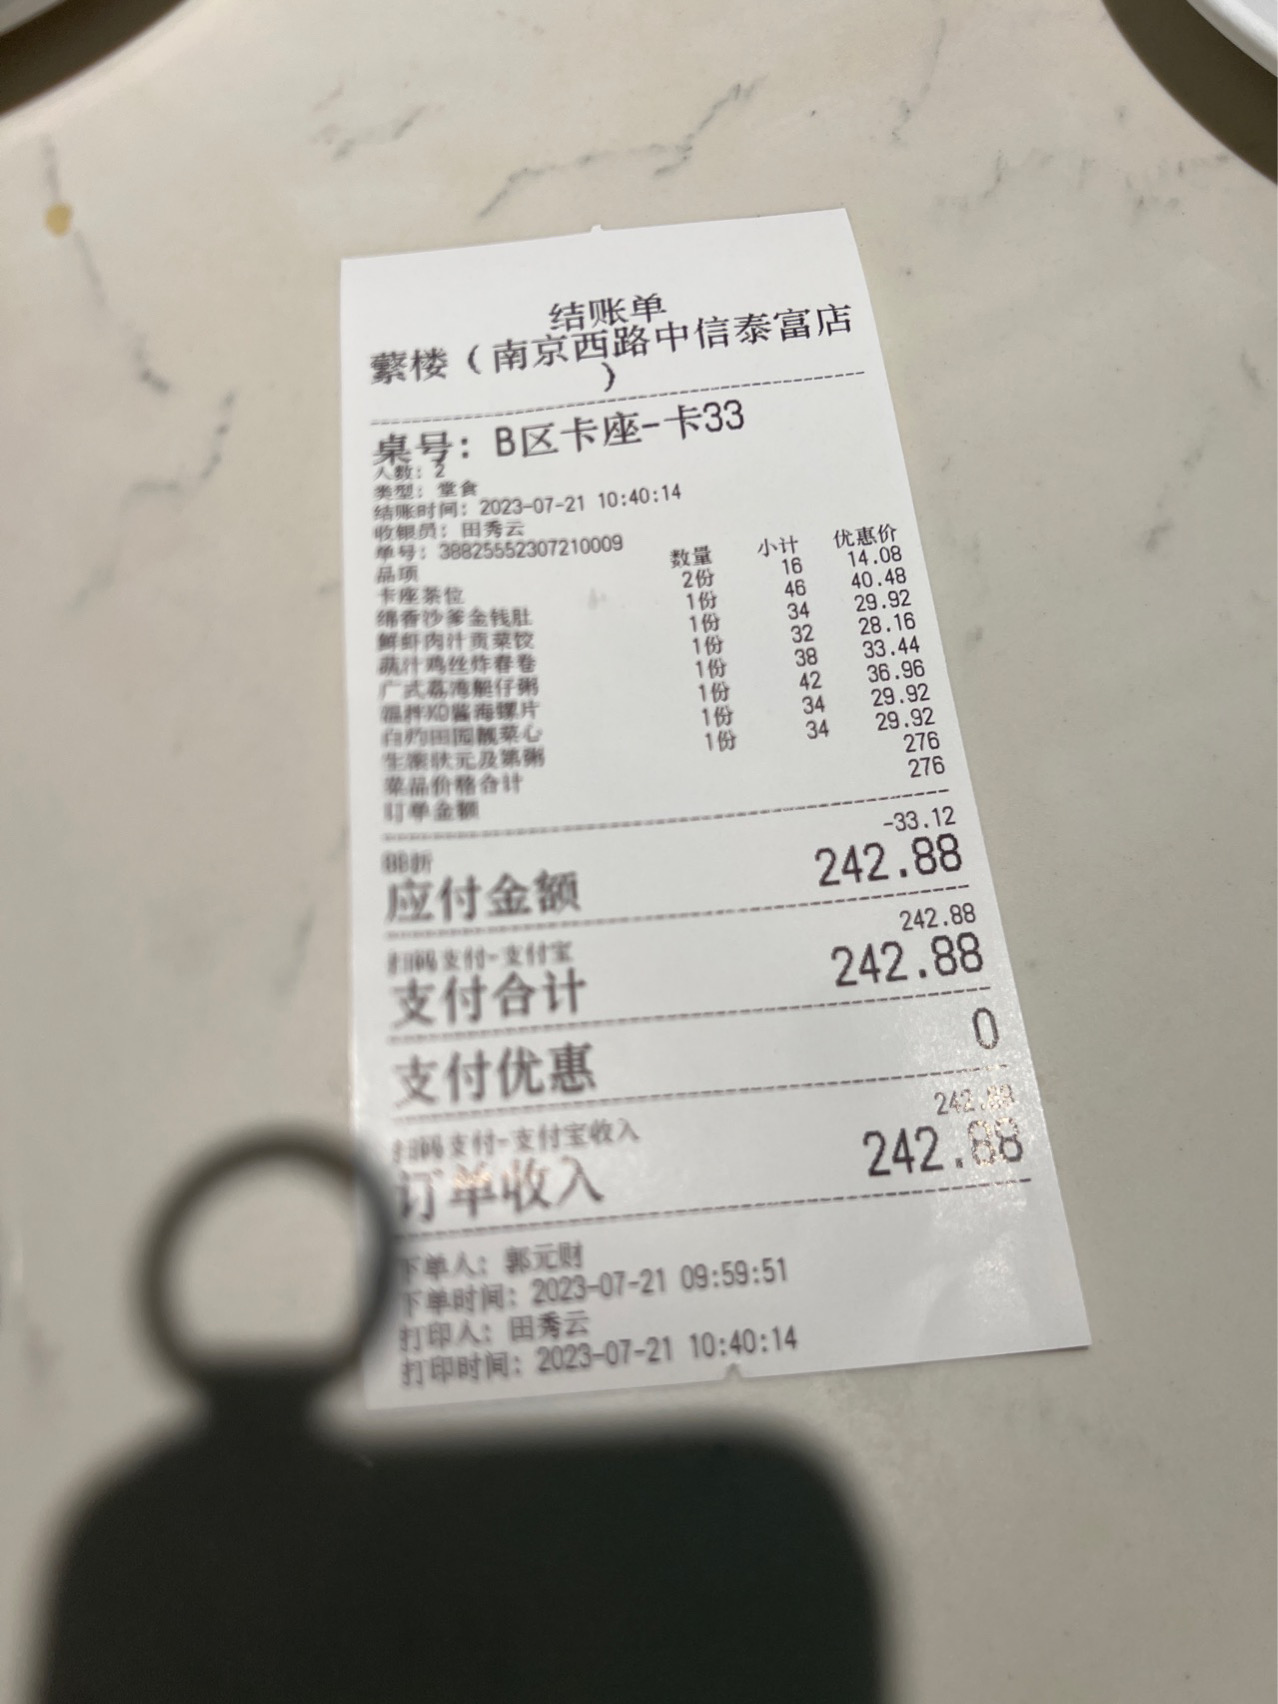 结账单
蘩楼（南京西路中信泰富店
）
桌号：B区卡座-卡33
人数：2
类型：堂食
结账时间：2023-07-21 10:40:14
收银员：田秀云
单号：38825552307210009
品项 数量 小计 优惠价
卡座茶位 2份 16 14.08
绵香沙爹金钱肚 1份 46 40.48
鲜虾肉汁贡菜饺 1份 34 29.92
蔬汁鸡丝炸春卷 1份 32 28.16
广式荔湾艇仔粥 1份 38 33.44
温拌XO酱海螺片 1份 42 36.96
白灼田园靓菜心 1份 34 29.92
生滚状元及第粥 1份 34 29.92
菜品价格合计 276
订单金额 276
88折 -33.12
应付金额 242.88
扫码支付-支付宝 242.88
支付合计 242.88
支付优惠 0
扫码支付-支付宝收入 242.88
订单收入 242.88
下单人：郭元财
下单时间：2023-07-21 09:59:51
打印人：田秀云
打印时间：2023-07-21 10:40:14